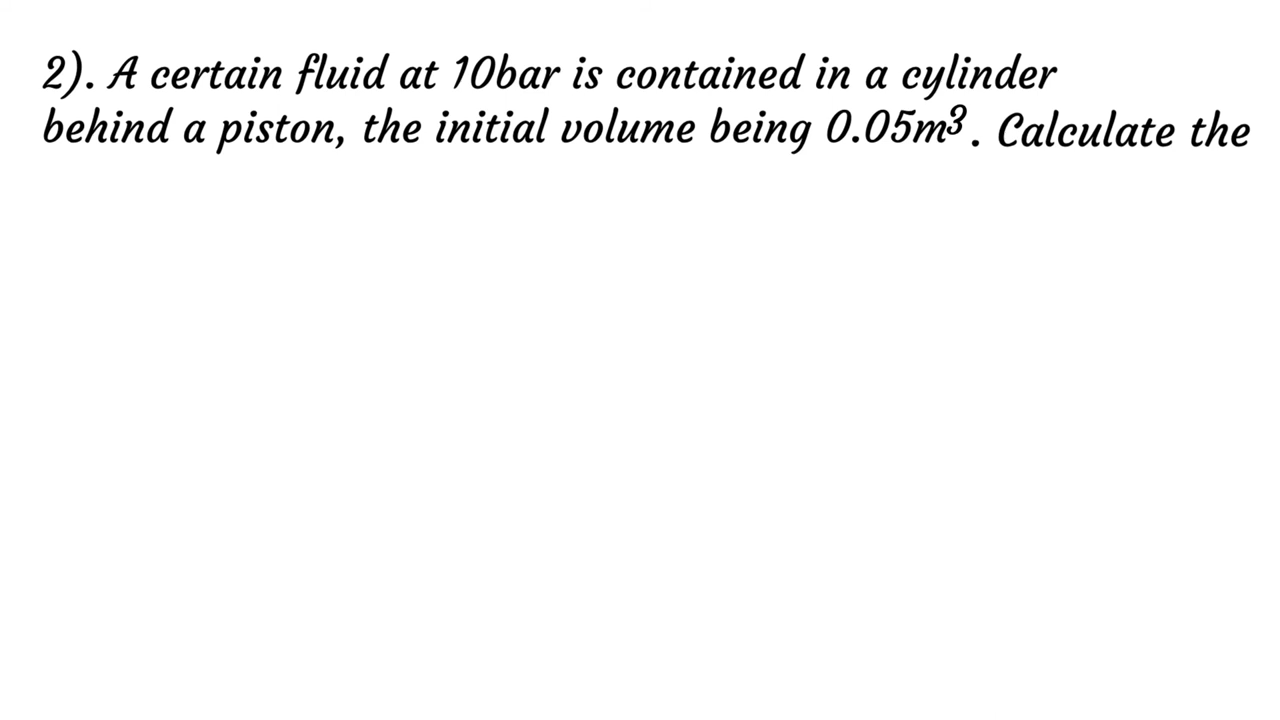 2). A certain fluid at 10bar is contained in a cylinder
behind a piston, the initial volume being 0.05m³. Calculate the